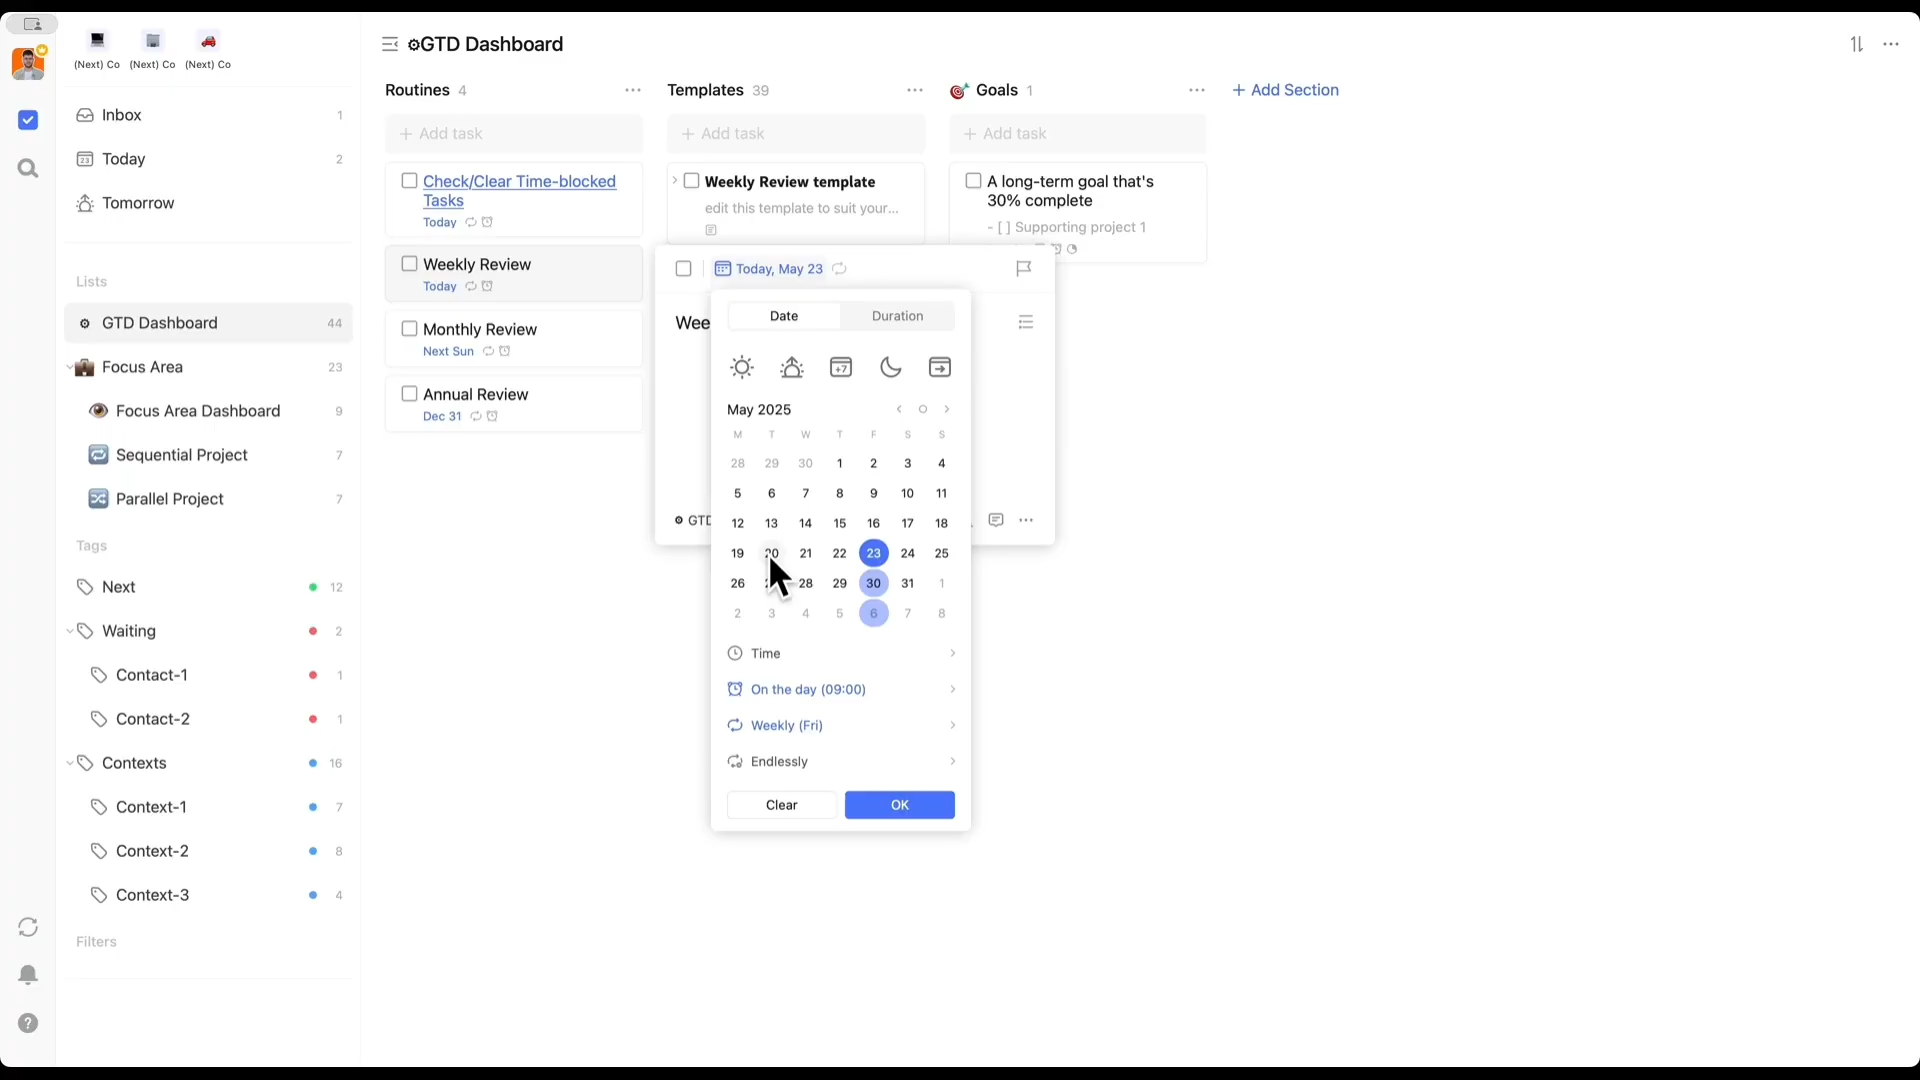 (Next) Co (Next) Co (Next) Co
Inbox 1
23 Today 2
Tomorrow
Lists
GTD Dashboard 44
Focus Area 23
Focus Area Dashboard 9
Sequential Project 7
Parallel Project 7
Tags
Next 12
Waiting 2
Contact-1 1
Contact-2 1
Contexts 16
Context-1 7
Context-2 8
Context-3 4
Filters
GTD Dashboard
Routines 4
+ Add task
Check/Clear Time-blocked
Tasks
Today
Weekly Review
Today
Monthly Review
Next Sun
Annual Review
Dec 31
Templates 39
+ Add task
Weekly Review template
edit this template to suit your...
Goals 1
+ Add task
A long-term goal that's
30% complete
- [ ] Supporting project 1
+ Add Section
Today, May 23
Wee
GTD
Date Duration
+7
May 2025
M T W T F S S
28 29 30 1 2 3 4
5 6 7 8 9 10 11
12 13 14 15 16 17 18
19 20 21 22 23 24 25
26 28 29 30 31 1
2 3 4 5 6 7 8
Time
On the day (09:00)
Weekly (Fri)
Endlessly
Clear OK